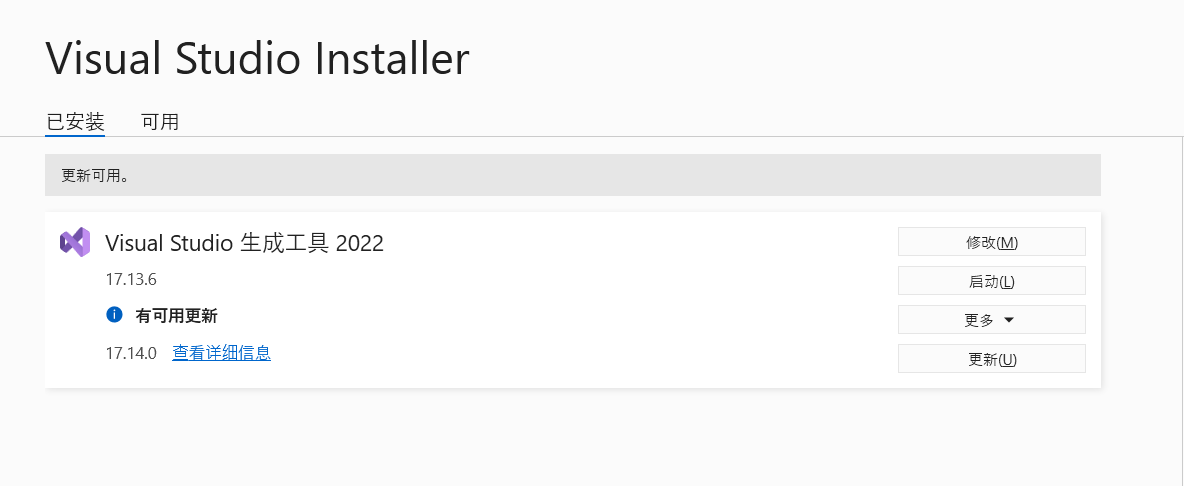 Visual Studio Installer
已安装 可用
更新可用。
Visual Studio 生成工具 2022
修改(M)
17.13.6
启动(L)
有可用更新
更多
17.14.0 查看详细信息
更新(U)